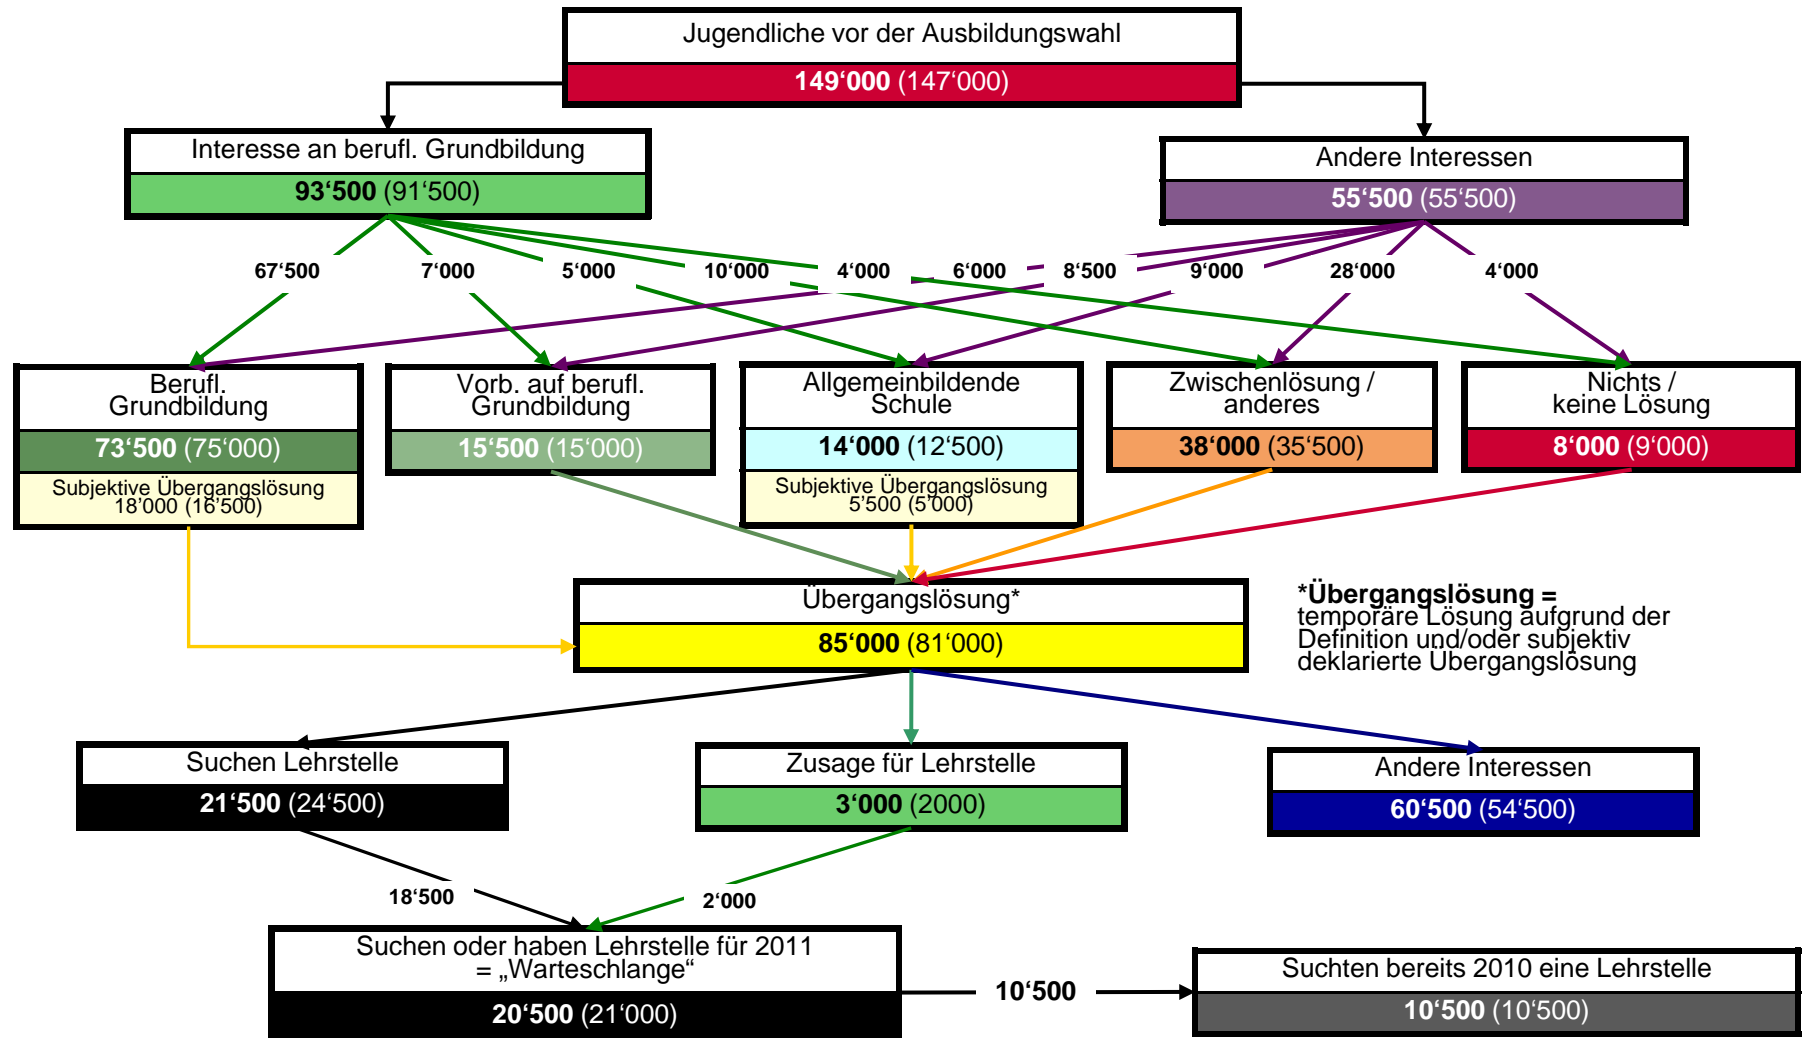 Jugendliche vor der Ausbildungswahl
149‘000 (147‘000)
Interesse an berufl. Grundbildung
93‘500 (91‘500)
Andere Interessen
55‘500 (55‘500)
67‘500 7‘000 5‘000 10‘000 4‘000 6‘000 8‘500 9‘000 28‘000 4‘000
Berufl.
Grundbildung
73‘500 (75‘000)
Subjektive Übergangslösung
18’000 (16’500)
Vorb. auf berufl.
Grundbildung
15‘500 (15‘000)
Allgemeinbildende
Schule
14‘000 (12‘500)
Subjektive Übergangslösung
5’500 (5’000)
Zwischenlösung /
anderes
38‘000 (35‘500)
Nichts /
keine Lösung
8‘000 (9‘000)
Übergangslösung*
85‘000 (81‘000)
*Übergangslösung =
temporäre Lösung aufgrund der
Definition und/oder subjektiv
deklarierte Übergangslösung
Suchen Lehrstelle
21‘500 (24‘500)
Zusage für Lehrstelle
3‘000 (2000)
Andere Interessen
60‘500 (54‘500)
18‘500
2‘000
Suchen oder haben Lehrstelle für 2011
= „Warteschlange“
20‘500 (21‘000)
10‘500
Suchten bereits 2010 eine Lehrstelle
10‘500 (10‘500)